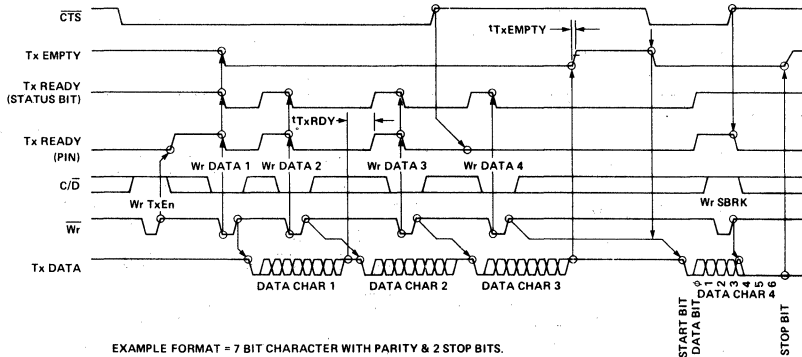 CTS
tTxEMPTY
Tx EMPTY
Tx READY
(STATUS BIT)
tTxRDY
Tx READY
(PIN)
Wr DATA 1 Wr DATA 2 Wr DATA 3 Wr DATA 4
C/D
Wr TxEn
Wr SBRK
Wr
Tx DATA
DATA CHAR 1
DATA CHAR 2
DATA CHAR 3
DATA CHAR 4
START BIT
DATA BIT
φ 1 2 3 4 5 6
STOP BIT
EXAMPLE FORMAT = 7 BIT CHARACTER WITH PARITY & 2 STOP BITS.